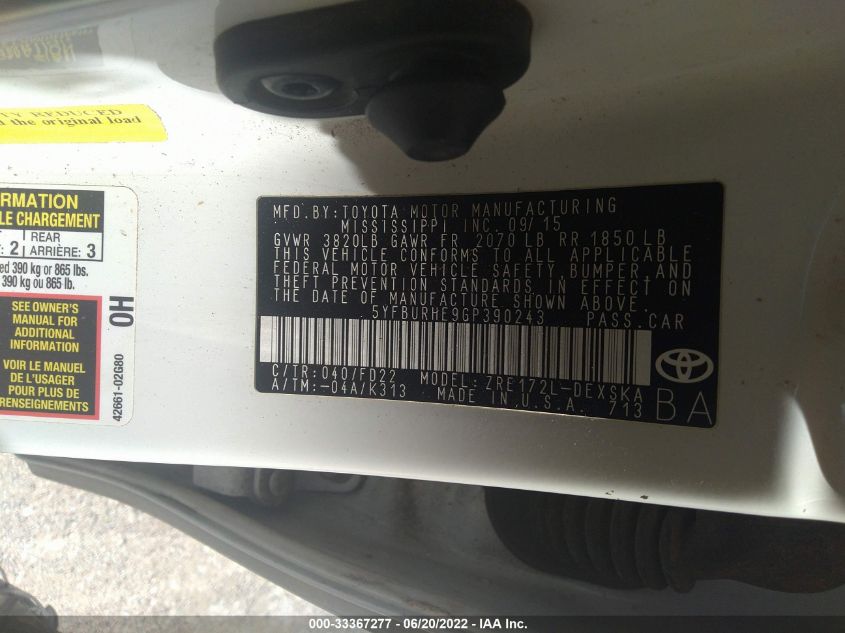 TY REDUCED
the original load
RMATION
LE CHARGEMENT
2 REAR ARRIÈRE: 3
390 kg or 865 lbs.
390 kg ou 865 lb.
SEE OWNER'S
MANUAL FOR
ADDITIONAL
INFORMATION
VOIR LE MANUEL
DE L'USAGER
POUR PLUS DE
RENSEIGNEMENTS
OH
42661-02G80
MFD. BY: TOYOTA MOTOR MANUFACTURING
MISSISSIPPI INC. 09/15
GVWR 3820LB GAWR FR 2070 LB RR 1850 LB
THIS VEHICLE CONFORMS TO ALL APPLICABLE
FEDERAL MOTOR VEHICLE SAFETY, BUMPER, AND
THEFT PREVENTION STANDARDS IN EFFECT ON
THE DATE OF MANUFACTURE SHOWN ABOVE.
5YFBURHE9GP390243 PASS. CAR
C/TR: 040/FD22 MODEL: ZRE172L-DEXSKA
A/TM: -04A/K313 MADE IN U.S.A. 713
BA
000-33367277 - 06/20/2022 - IAA Inc.